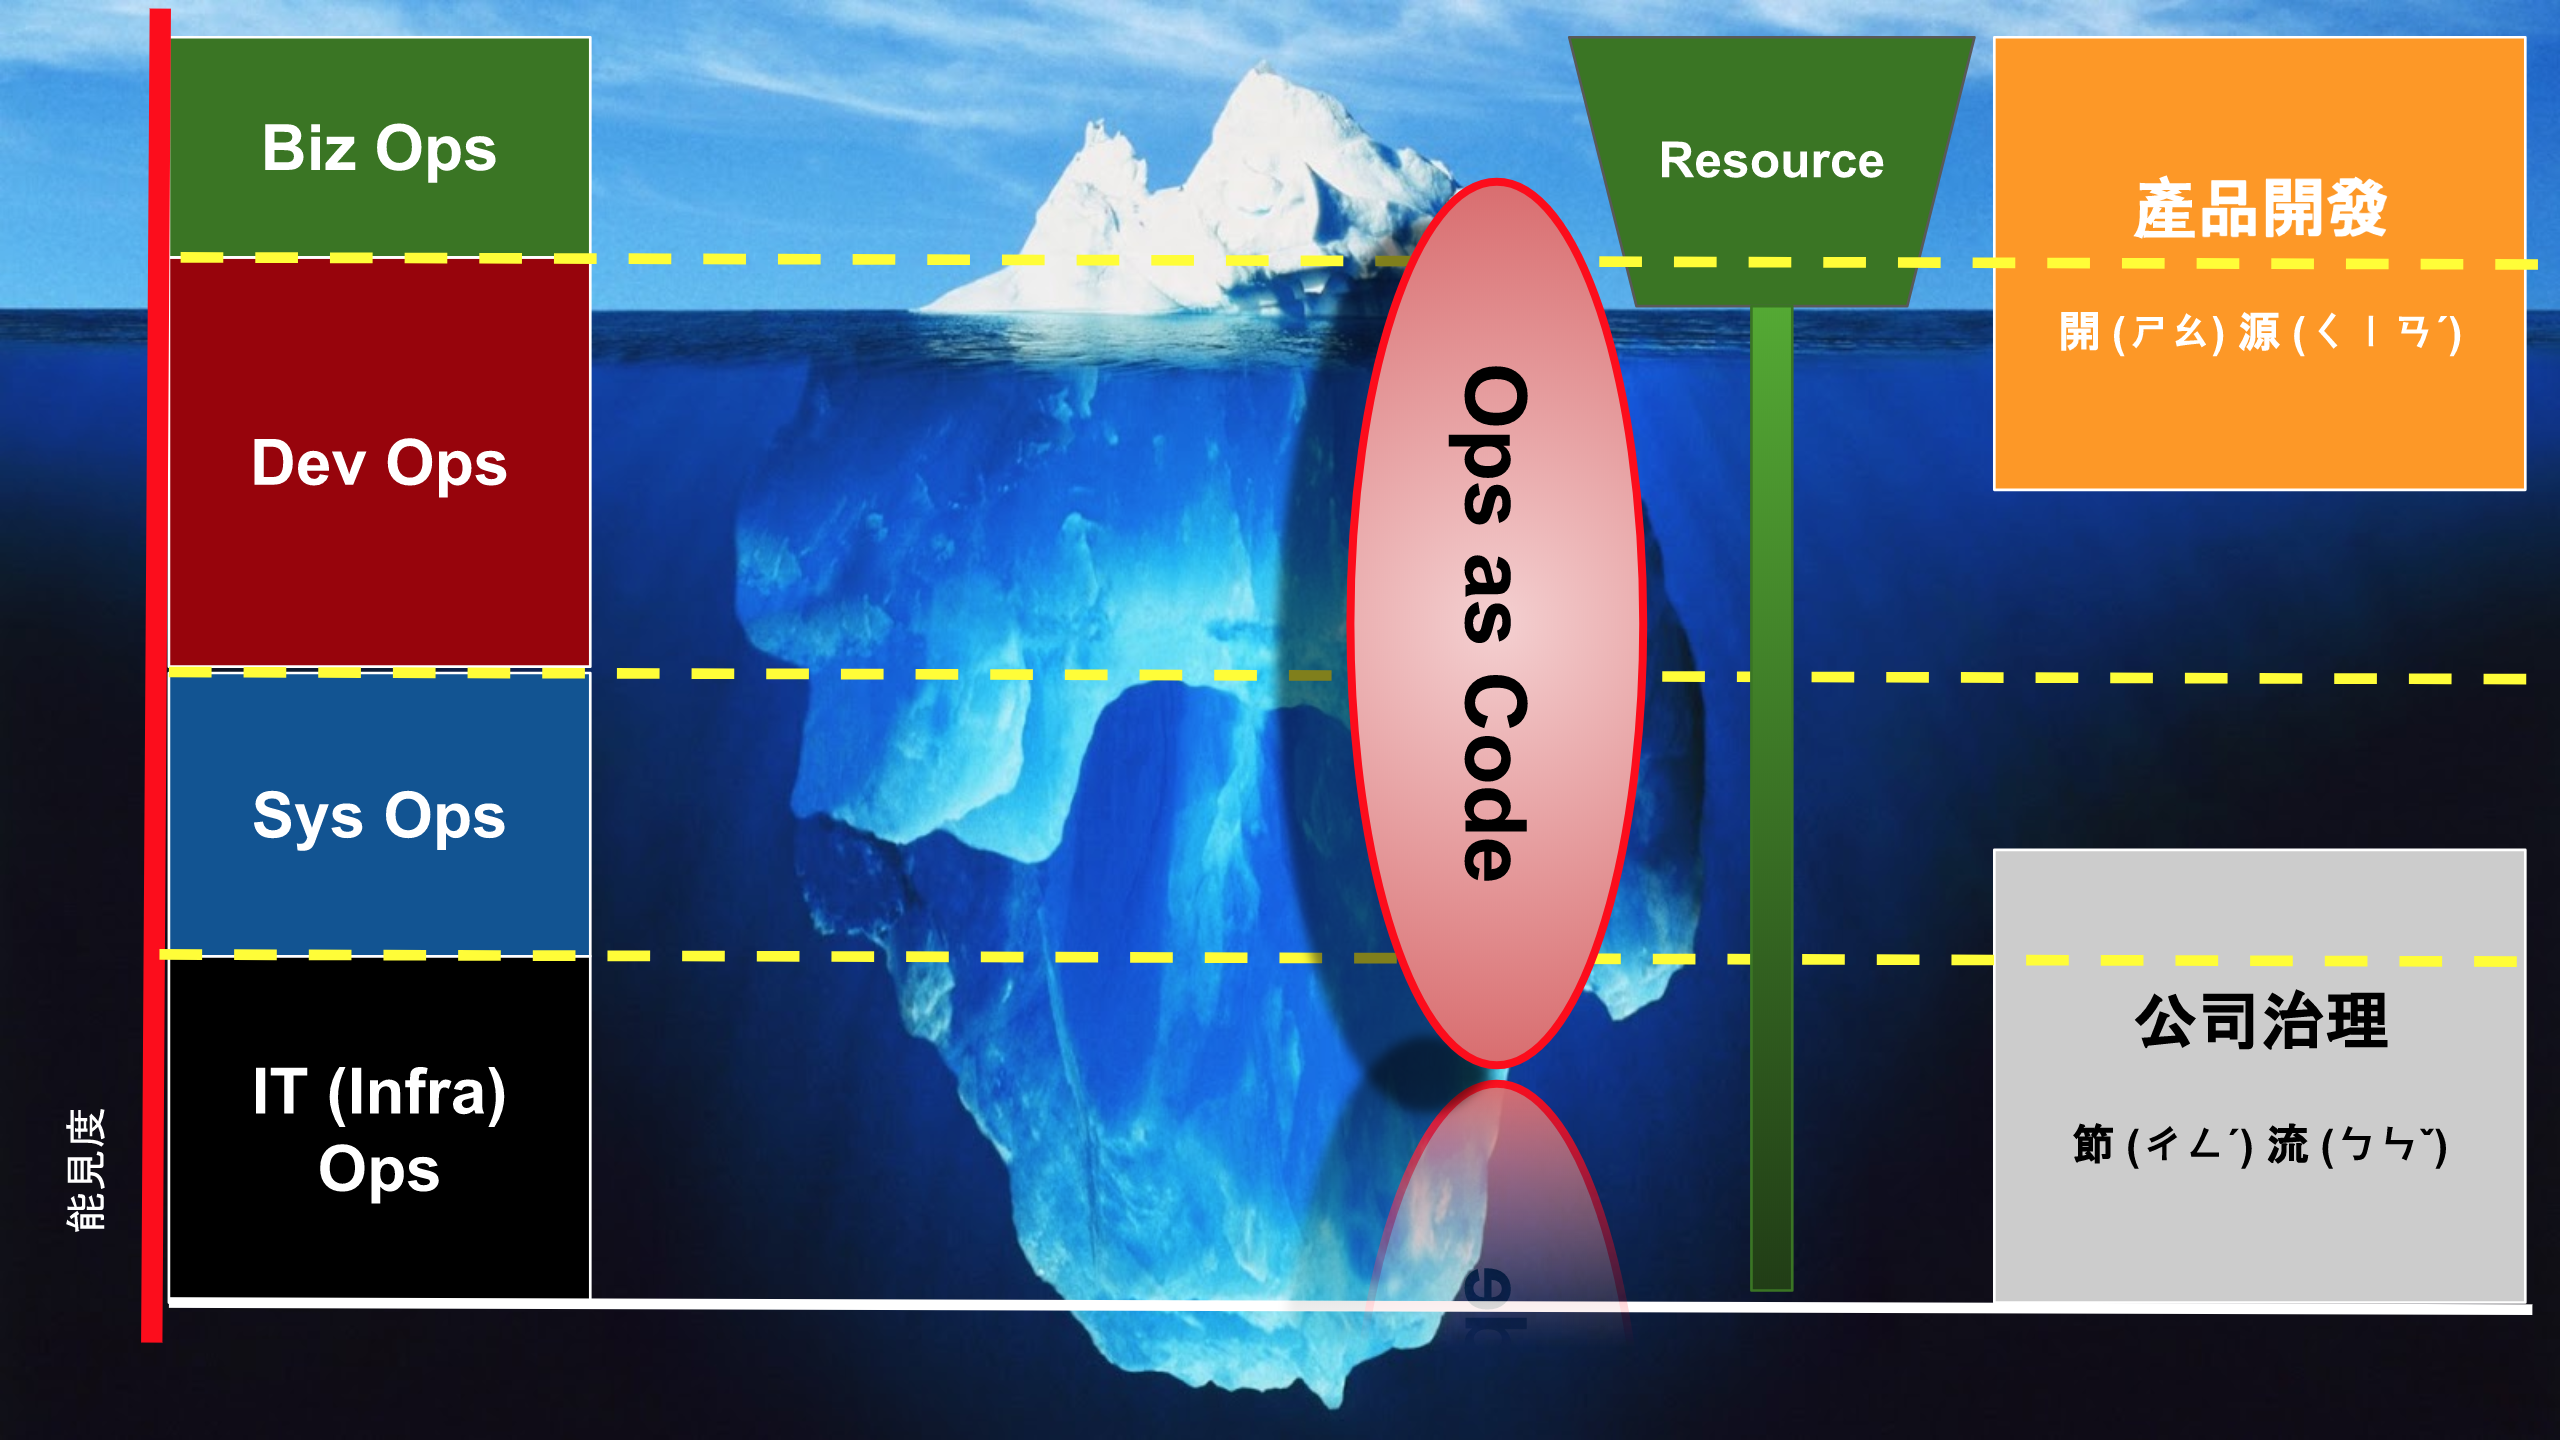 Biz Ops
Dev Ops
Sys Ops
IT (Infra)
Ops
能見度
Ops as Code
Resource
產品開發
開 (ㄕㄠ) 源 (ㄑㄧㄢˊ)
公司治理
節 (ㄔㄥˊ) 流 (ㄅㄣˇ)